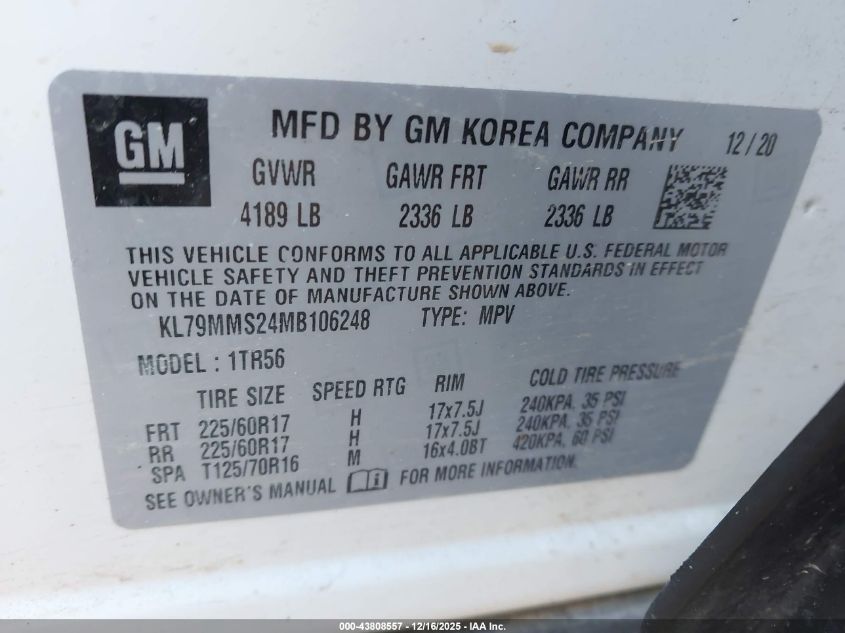 GM
MFD BY GM KOREA COMPANY 12/20
GVWR GAWR FRT GAWR RR
4189 LB 2336 LB 2336 LB
THIS VEHICLE CONFORMS TO ALL APPLICABLE U.S. FEDERAL MOTOR
VEHICLE SAFETY AND THEFT PREVENTION STANDARDS IN EFFECT
ON THE DATE OF MANUFACTURE SHOWN ABOVE.
KL79MMS24MB106248 TYPE: MPV
MODEL : 1TR56
TIRE SIZE SPEED RTG RIM COLD TIRE PRESSURE
FRT 225/60R17 H 17x7.5J 240KPA, 35 PSI
RR 225/60R17 H 17x7.5J 240KPA, 35 PSI
SPA T125/70R16 M 16x4.0BT 420KPA, 60 PSI
SEE OWNER'S MANUAL i FOR MORE INFORMATION.
000-43808557 - 12/16/2025 - IAA Inc.